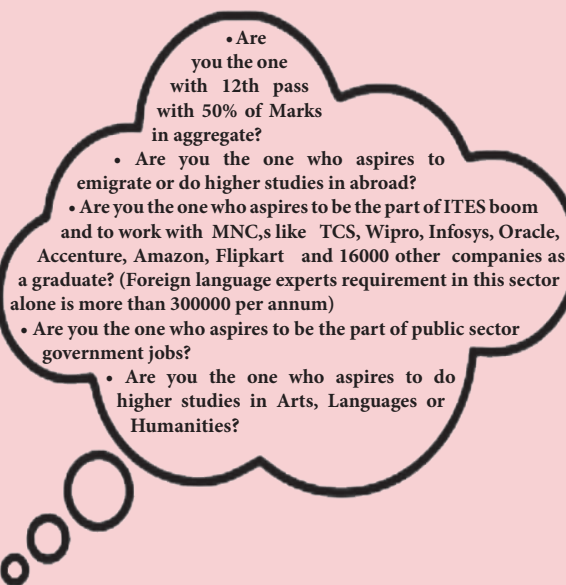 • Are
you the one
with 12th pass
with 50% of Marks
in aggregate?
• Are you the one who aspires to
emigrate or do higher studies in abroad?
• Are you the one who aspires to be the part of ITES boom
and to work with MNC,s like TCS, Wipro, Infosys, Oracle,
Accenture, Amazon, Flipkart and 16000 other companies as
a graduate? (Foreign language experts requirement in this sector
alone is more than 300000 per annum)
• Are you the one who aspires to be the part of public sector
government jobs?
• Are you the one who aspires to do
higher studies in Arts, Languages or
Humanities?